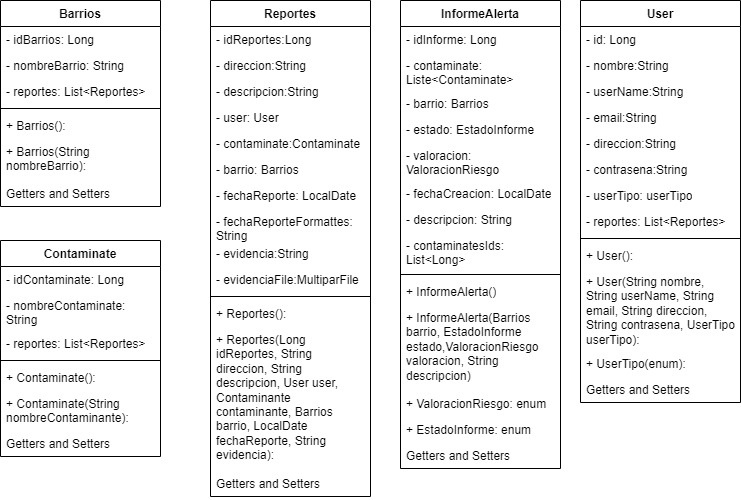 Barrios
- idBarrios: Long
- nombreBarrio: String
- reportes: List<Reportes>
+ Barrios():
+ Barrios(String
nombreBarrio):
Getters and Setters
Contaminate
- idContaminate: Long
- nombreContaminate:
String
- reportes: List<Reportes>
+ Contaminate():
+ Contaminate(String
nombreContaminante):
Getters and Setters
Reportes
- idReportes:Long
- direccion:String
- descripcion:String
- user: User
- contaminate:Contaminate
- barrio: Barrios
- fechaReporte: LocalDate
- fechaReporteFormattes:
String
- evidencia:String
- evidenciaFile:MultiparFile
+ Reportes():
+ Reportes(Long
idReportes, String
direccion, String
descripcion, User user,
Contaminante
contaminante, Barrios
barrio, LocalDate
fechaReporte, String
evidencia):
Getters and Setters
InformeAlerta
- idInforme: Long
- contaminate:
Liste<Contaminate>
- barrio: Barrios
- estado: EstadoInforme
- valoracion:
ValoracionRiesgo
- fechaCreacion: LocalDate
- descripcion: String
- contaminatesIds:
List<Long>
+ InformeAlerta()
+ InformeAlerta(Barrios
barrio, EstadoInforme
estado,ValoracionRiesgo
valoracion, String
descripcion)
+ ValoracionRiesgo: enum
+ EstadoInforme: enum
Getters and Setters
User
- id: Long
- nombre:String
- userName:String
- email:String
- direccion:String
- contrasena:String
- userTipo: userTipo
- reportes: List<Reportes>
+ User():
+ User(String nombre,
String userName, String
email, String direccion,
String contrasena, UserTipo
userTipo):
+ UserTipo(enum):
Getters and Setters